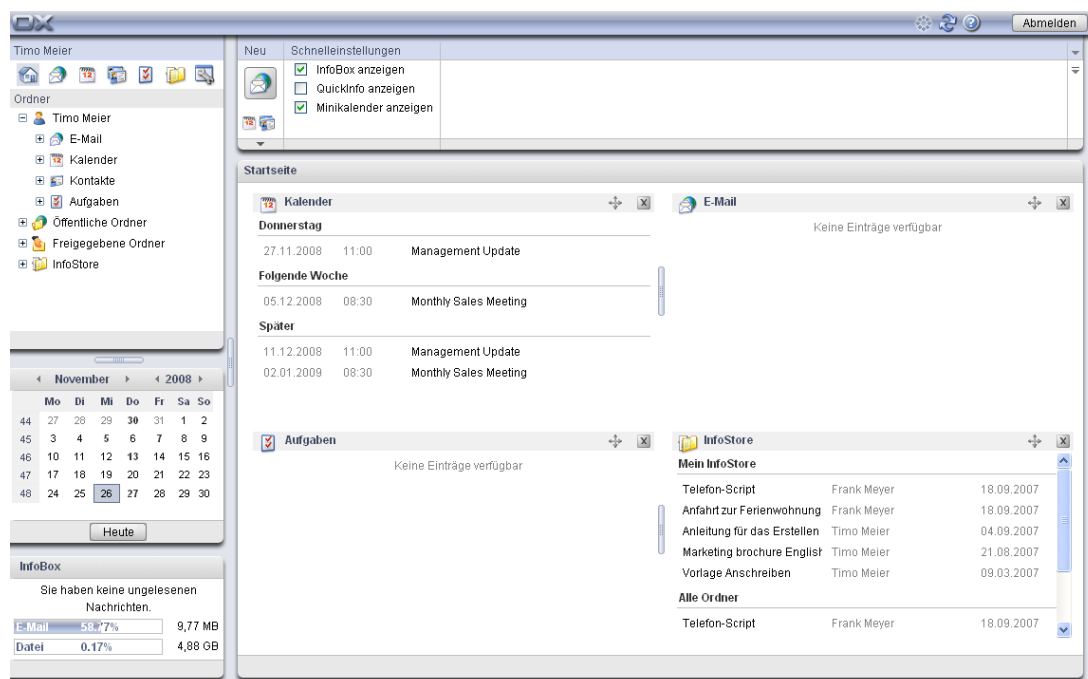 OX
Abmelden
Timo Meier
Ordner
Timo Meier
E-Mail
12 Kalender
Kontakte
Aufgaben
Öffentliche Ordner
Freigegebene Ordner
InfoStore
November 2008
Mo Di Mi Do Fr Sa So
44 27 28 29 30 31 1 2
45 3 4 5 6 7 8 9
46 10 11 12 13 14 15 16
47 17 18 19 20 21 22 23
48 24 25 26 27 28 29 30
Heute
InfoBox
Sie haben keine ungelesenen
Nachrichten.
E-Mail 58.77% 9,77 MB
Datei 0.17% 4,88 GB
Neu Schnelleinstellungen
InfoBox anzeigen
QuickInfo anzeigen
Minikalender anzeigen
Startseite
12 Kalender
Donnerstag
27.11.2008 11:00 Management Update
Folgende Woche
05.12.2008 08:30 Monthly Sales Meeting
Später
11.12.2008 11:00 Management Update
02.01.2009 08:30 Monthly Sales Meeting
E-Mail
Keine Einträge verfügbar
Aufgaben
Keine Einträge verfügbar
InfoStore
Mein InfoStore
Telefon-Script Frank Meyer 18.09.2007
Anfahrt zur Ferienwohnung Frank Meyer 18.09.2007
Anleitung für das Erstellen Timo Meier 04.09.2007
Marketing brochure English Timo Meier 21.08.2007
Vorlage Anschreiben Timo Meier 09.03.2007
Alle Ordner
Telefon-Script Frank Meyer 18.09.2007